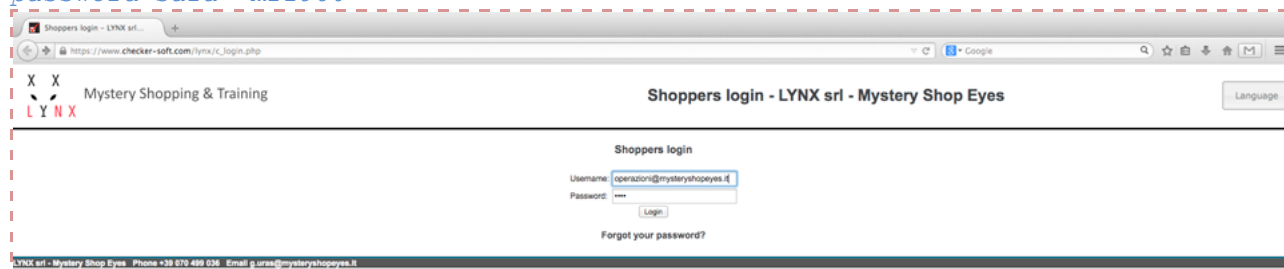 Shoppers login - LYNX srl...
https://www.checker-soft.com/lynx/c_login.php
Google
X X
Mystery Shopping & Training
LYNX
Shoppers login - LYNX srl - Mystery Shop Eyes
Language
Shoppers login
Username: operazioni@mysteryshopeyes.it
Password: ••••
Login
Forgot your password?
LYNX srl - Mystery Shop Eyes Phone +39 070 499 036 Email g.uras@mysteryshopeyes.it